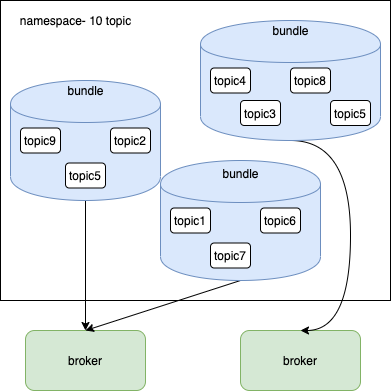 namespace- 10 topic
bundle
topic4
topic8
topic3
topic5
bundle
topic9
topic2
topic5
bundle
topic1
topic6
topic7
broker
broker